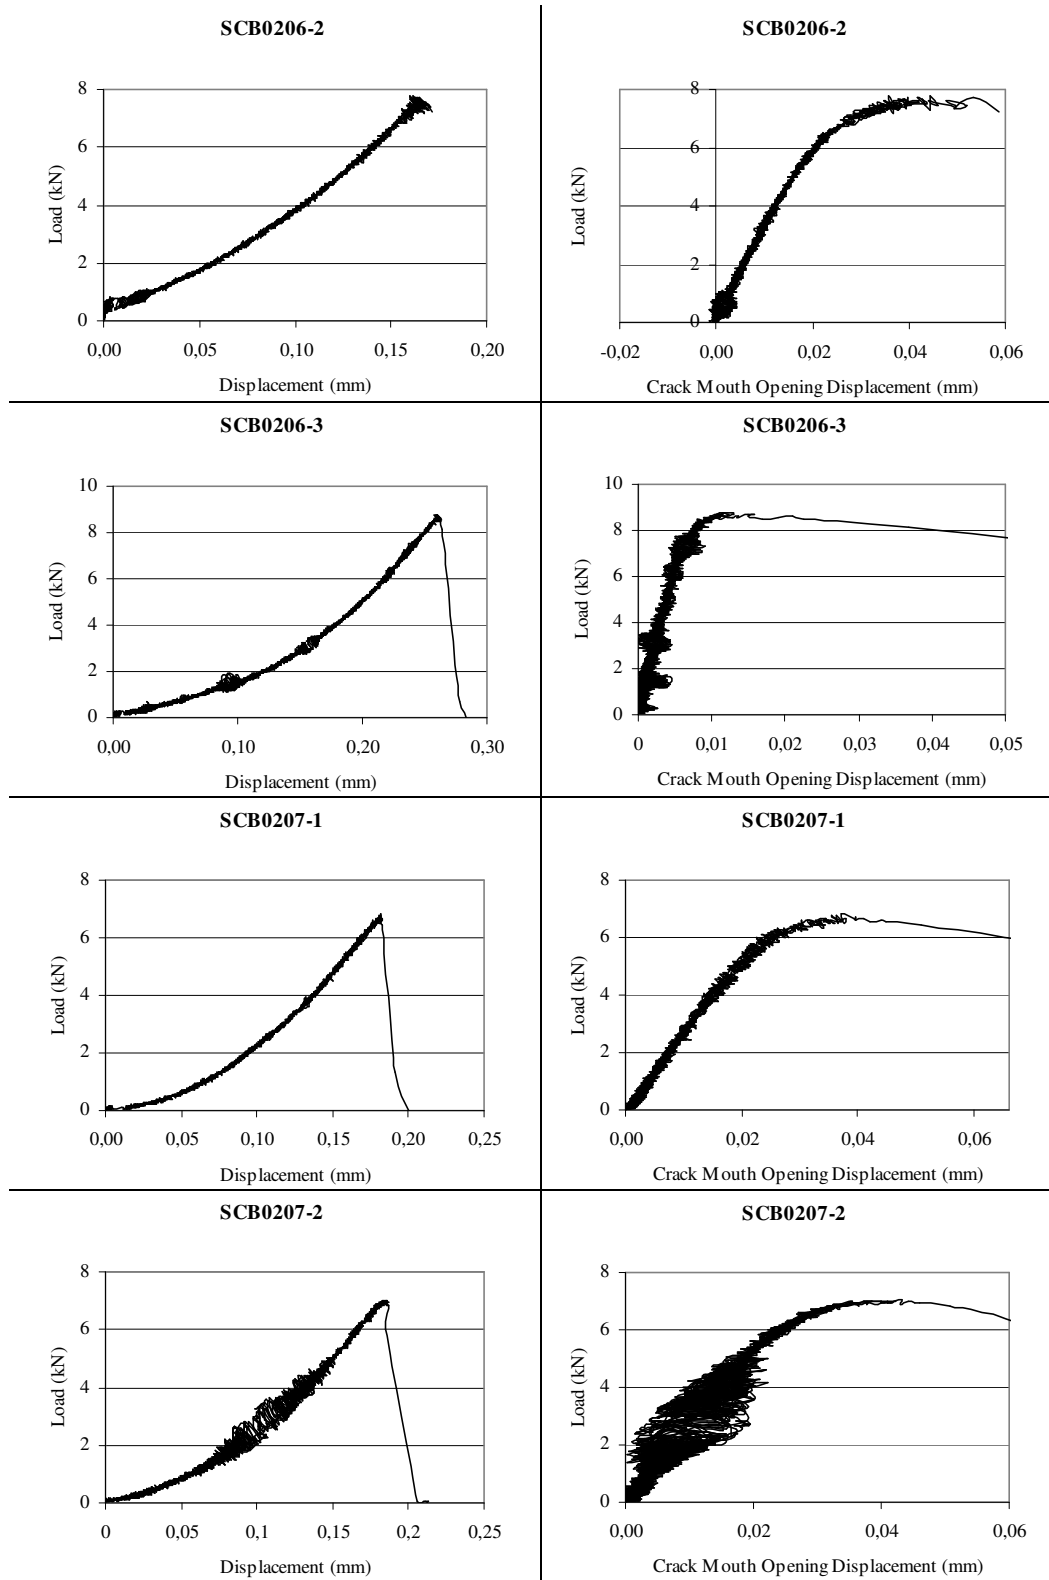 SCB0206-2
8
6
4
2
0
Load (kN)
0,00 0,05 0,10 0,15 0,20
Displacement (mm)
SCB0206-2
8
6
4
2
0
Load (kN)
-0,02 0,00 0,02 0,04 0,06
Crack Mouth Opening Displacement (mm)
SCB0206-3
10
8
6
4
2
0
Load (kN)
0,00 0,10 0,20 0,30
Displacement (mm)
SCB0206-3
10
8
6
4
2
0
Load (kN)
0 0,01 0,02 0,03 0,04 0,05
Crack Mouth Opening Displacement (mm)
SCB0207-1
8
6
4
2
0
Load (kN)
0,00 0,05 0,10 0,15 0,20 0,25
Displacement (mm)
SCB0207-1
8
6
4
2
0
Load (kN)
0,00 0,02 0,04 0,06
Crack Mouth Opening Displacement (mm)
SCB0207-2
8
6
4
2
0
Load (kN)
0 0,05 0,1 0,15 0,2 0,25
Displacement (mm)
SCB0207-2
8
6
4
2
0
Load (kN)
0,00 0,02 0,04 0,06
Crack Mouth Opening Displacement (mm)